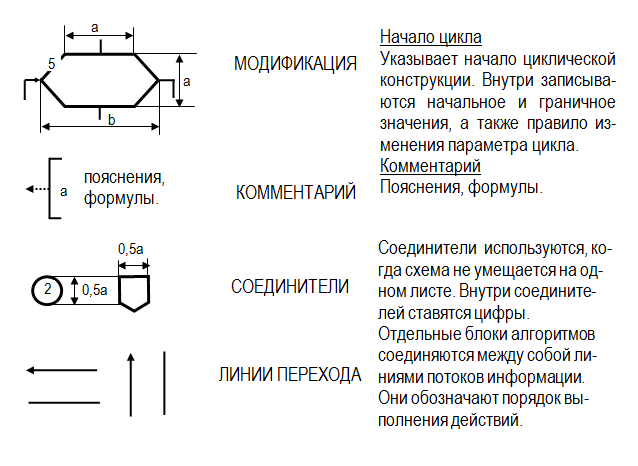 a
5
a
b
МОДИФИКАЦИЯ
Начало цикла
Указывает начало циклической
конструкции. Внутри записыва-
ются начальное и граничное
значения, а также правило из-
менения параметра цикла.
a
пояснения,
формулы.
КОММЕНТАРИЙ
Комментарий
Пояснения, формулы.
0,5a
2
0,5a
СОЕДИНИТЕЛИ
Соединители используются, ко-
гда схема не умещается на од-
ном листе. Внутри соедините-
лей ставятся цифры.
ЛИНИИ ПЕРЕХОДА
Отдельные блоки алгоритмов
соединяются между собой ли-
ниями потоков информации.
Они обозначают порядок вы-
полнения действий.